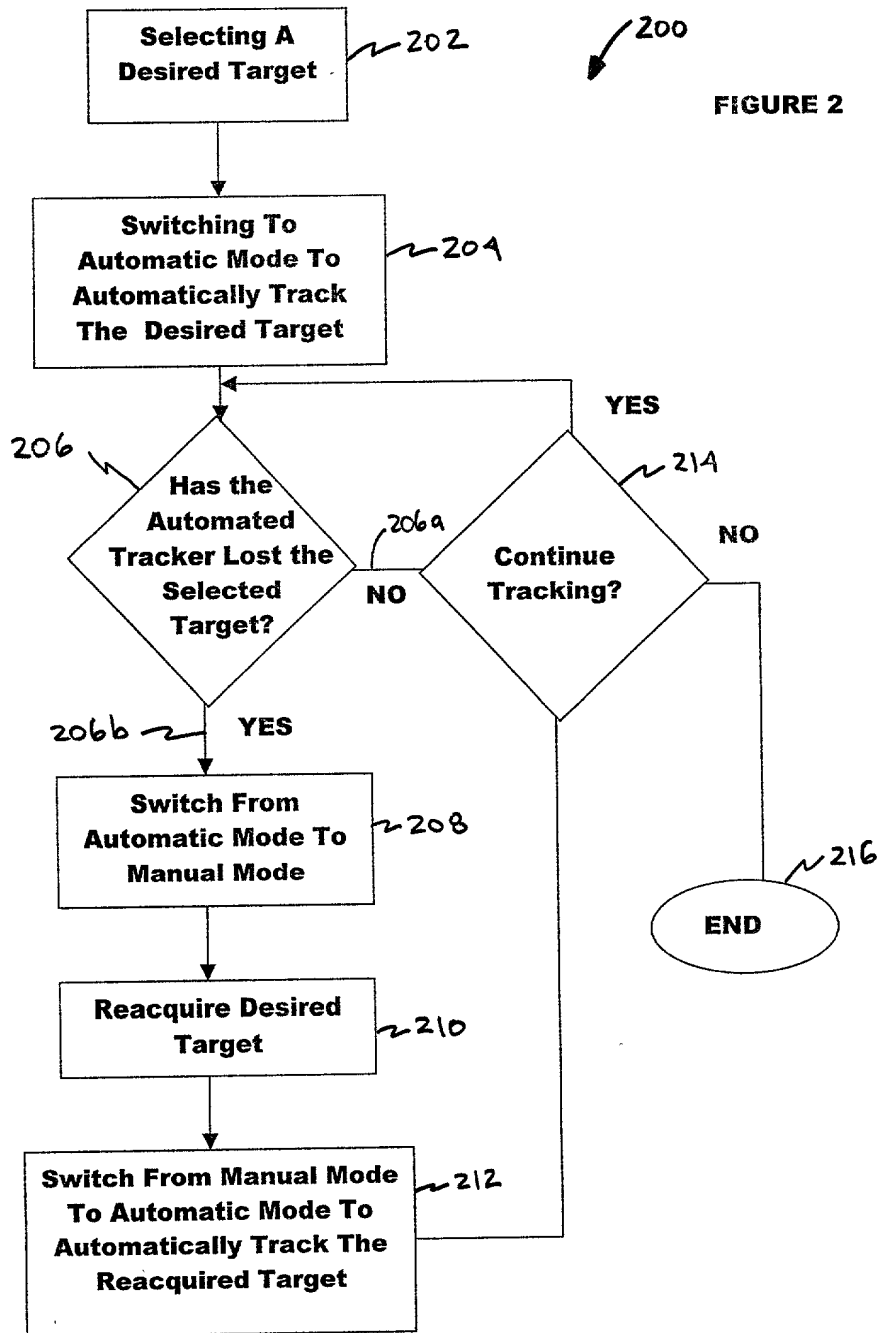 Selecting A
Desired Target
202
200
FIGURE 2
Switching To
Automatic Mode To
Automatically Track
The Desired Target
204
YES
206
Has the
Automated
Tracker Lost the
Selected
Target?
206a
NO
214
Continue
Tracking?
NO
206b
YES
Switch From
Automatic Mode To
Manual Mode
208
216
END
Reacquire Desired
Target
210
Switch From Manual Mode
To Automatic Mode To
Automatically Track The
Reacquired Target
212